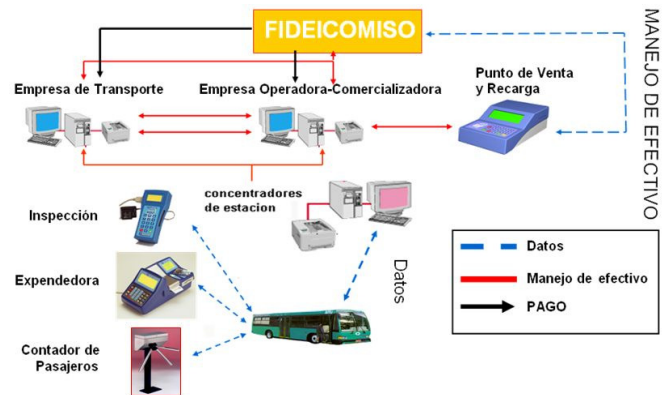 FIDEICOMISO
Empresa de Transporte
Empresa Operadora-Comercializadora
Punto de Venta
y Recarga
MANEJO DE EFECTIVO
concentradores
de estacion
Inspección
Expendedora
Contador de
Pasajeros
Datos
Datos
Manejo de efectivo
PAGO